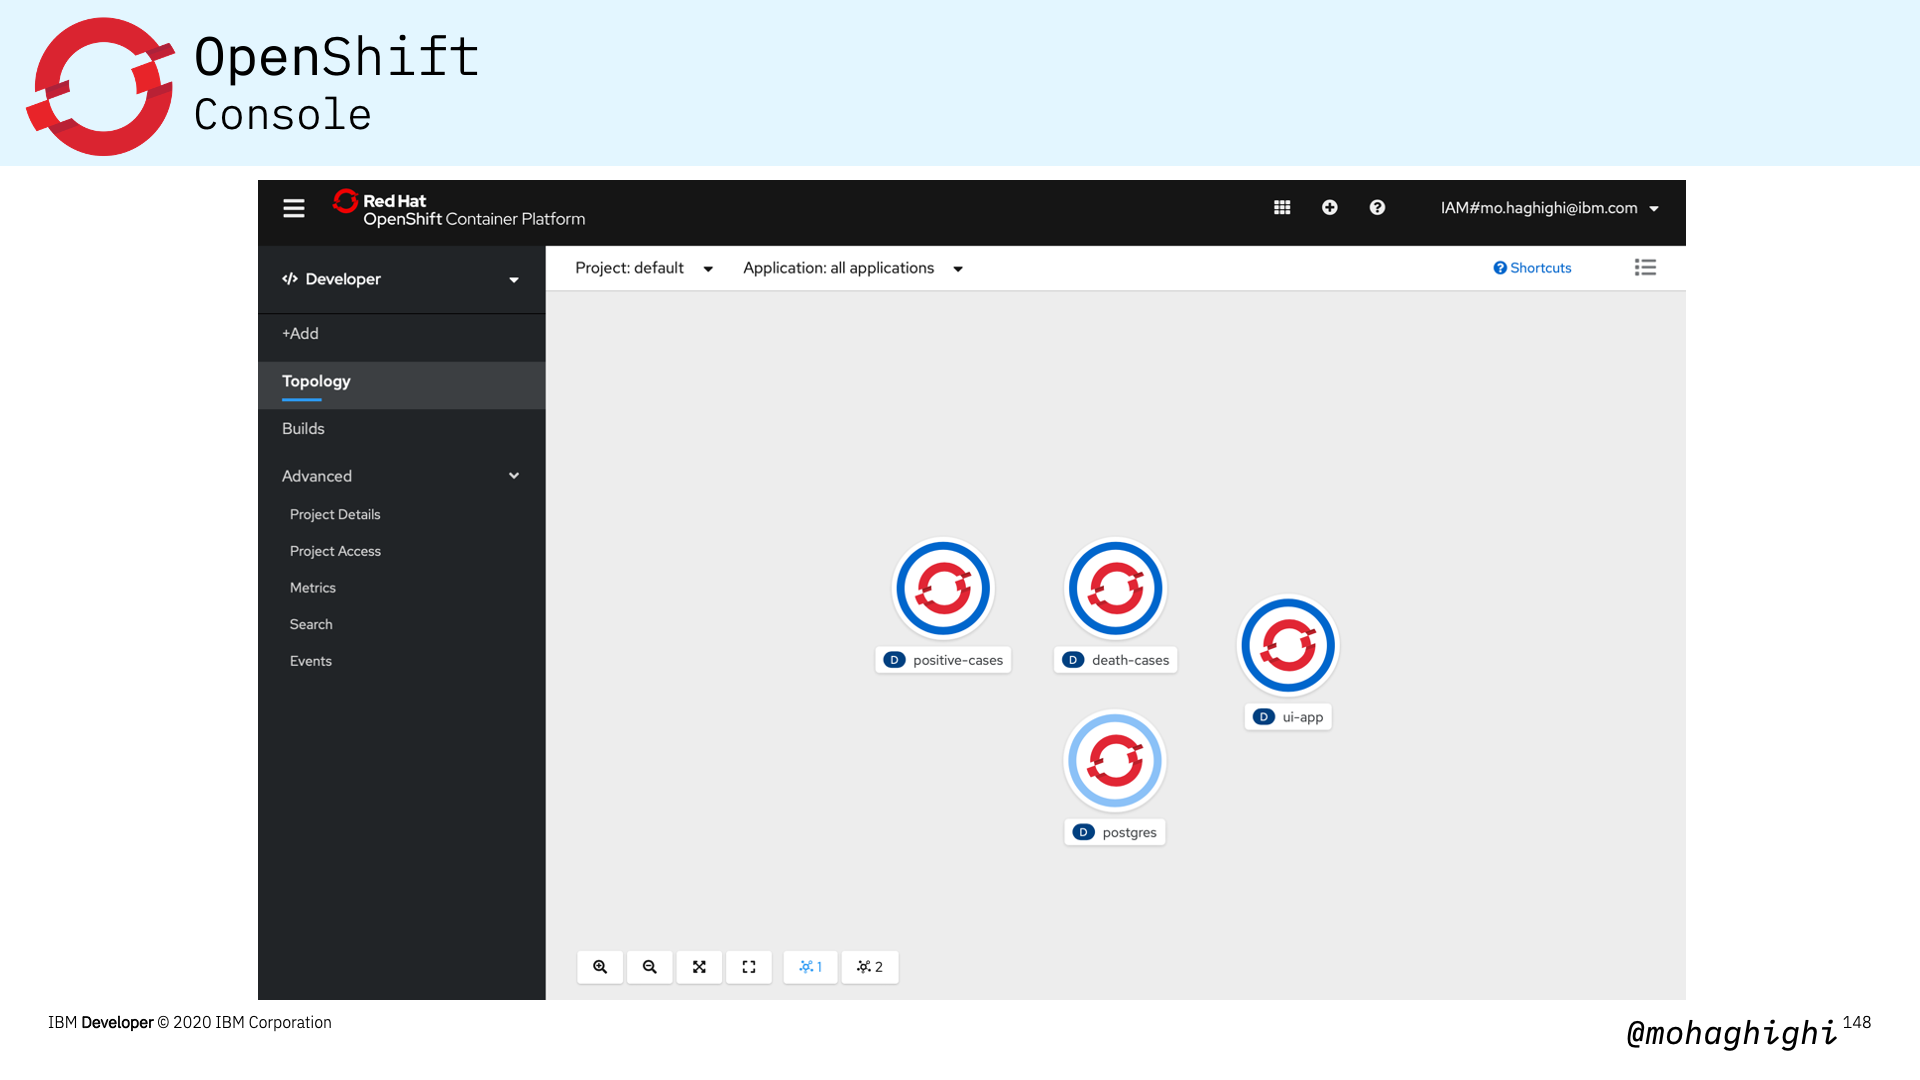 OpenShift
Console
Red Hat
OpenShift Container Platform
IAM#mo.haghighi@ibm.com
Developer
Project: default
Application: all applications
Shortcuts
+Add
Topology
Builds
Advanced
Project Details
Project Access
Metrics
Search
Events
D positive-cases
D death-cases
D ui-app
D postgres
1
2
IBM Developer © 2020 IBM Corporation
@mohaghighi
148